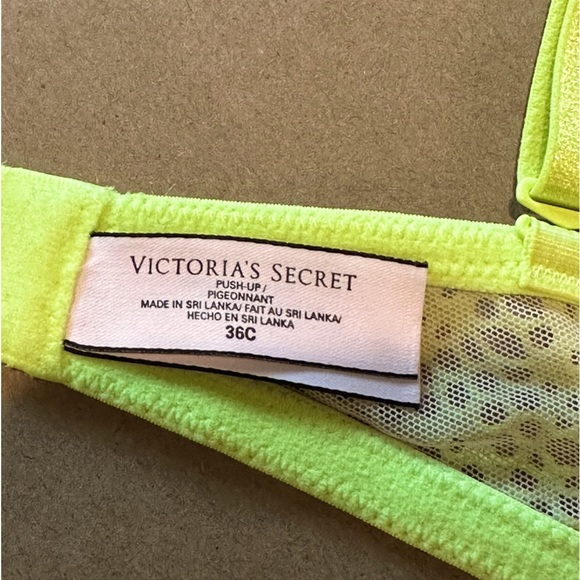 VICTORIA'S SECRET
PUSH-UP/
PIGEONNANT
MADE IN SRI LANKA/ FAIT AU SRI LANKA/
HECHO EN SRI LANKA
36C